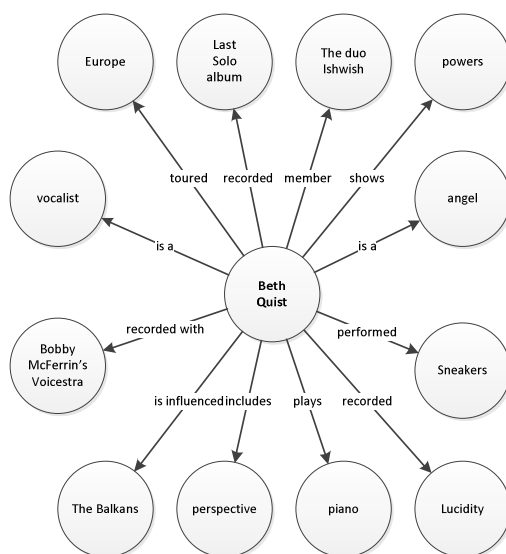 Europe
Last
Solo
album
The duo
Ishwish
powers
toured
recorded
member
shows
vocalist
angel
is a
is a
Beth
Quist
recorded with
performed
Bobby
McFerrin's
Voicestra
Sneakers
is influenced
includes
plays
recorded
The Balkans
perspective
piano
Lucidity